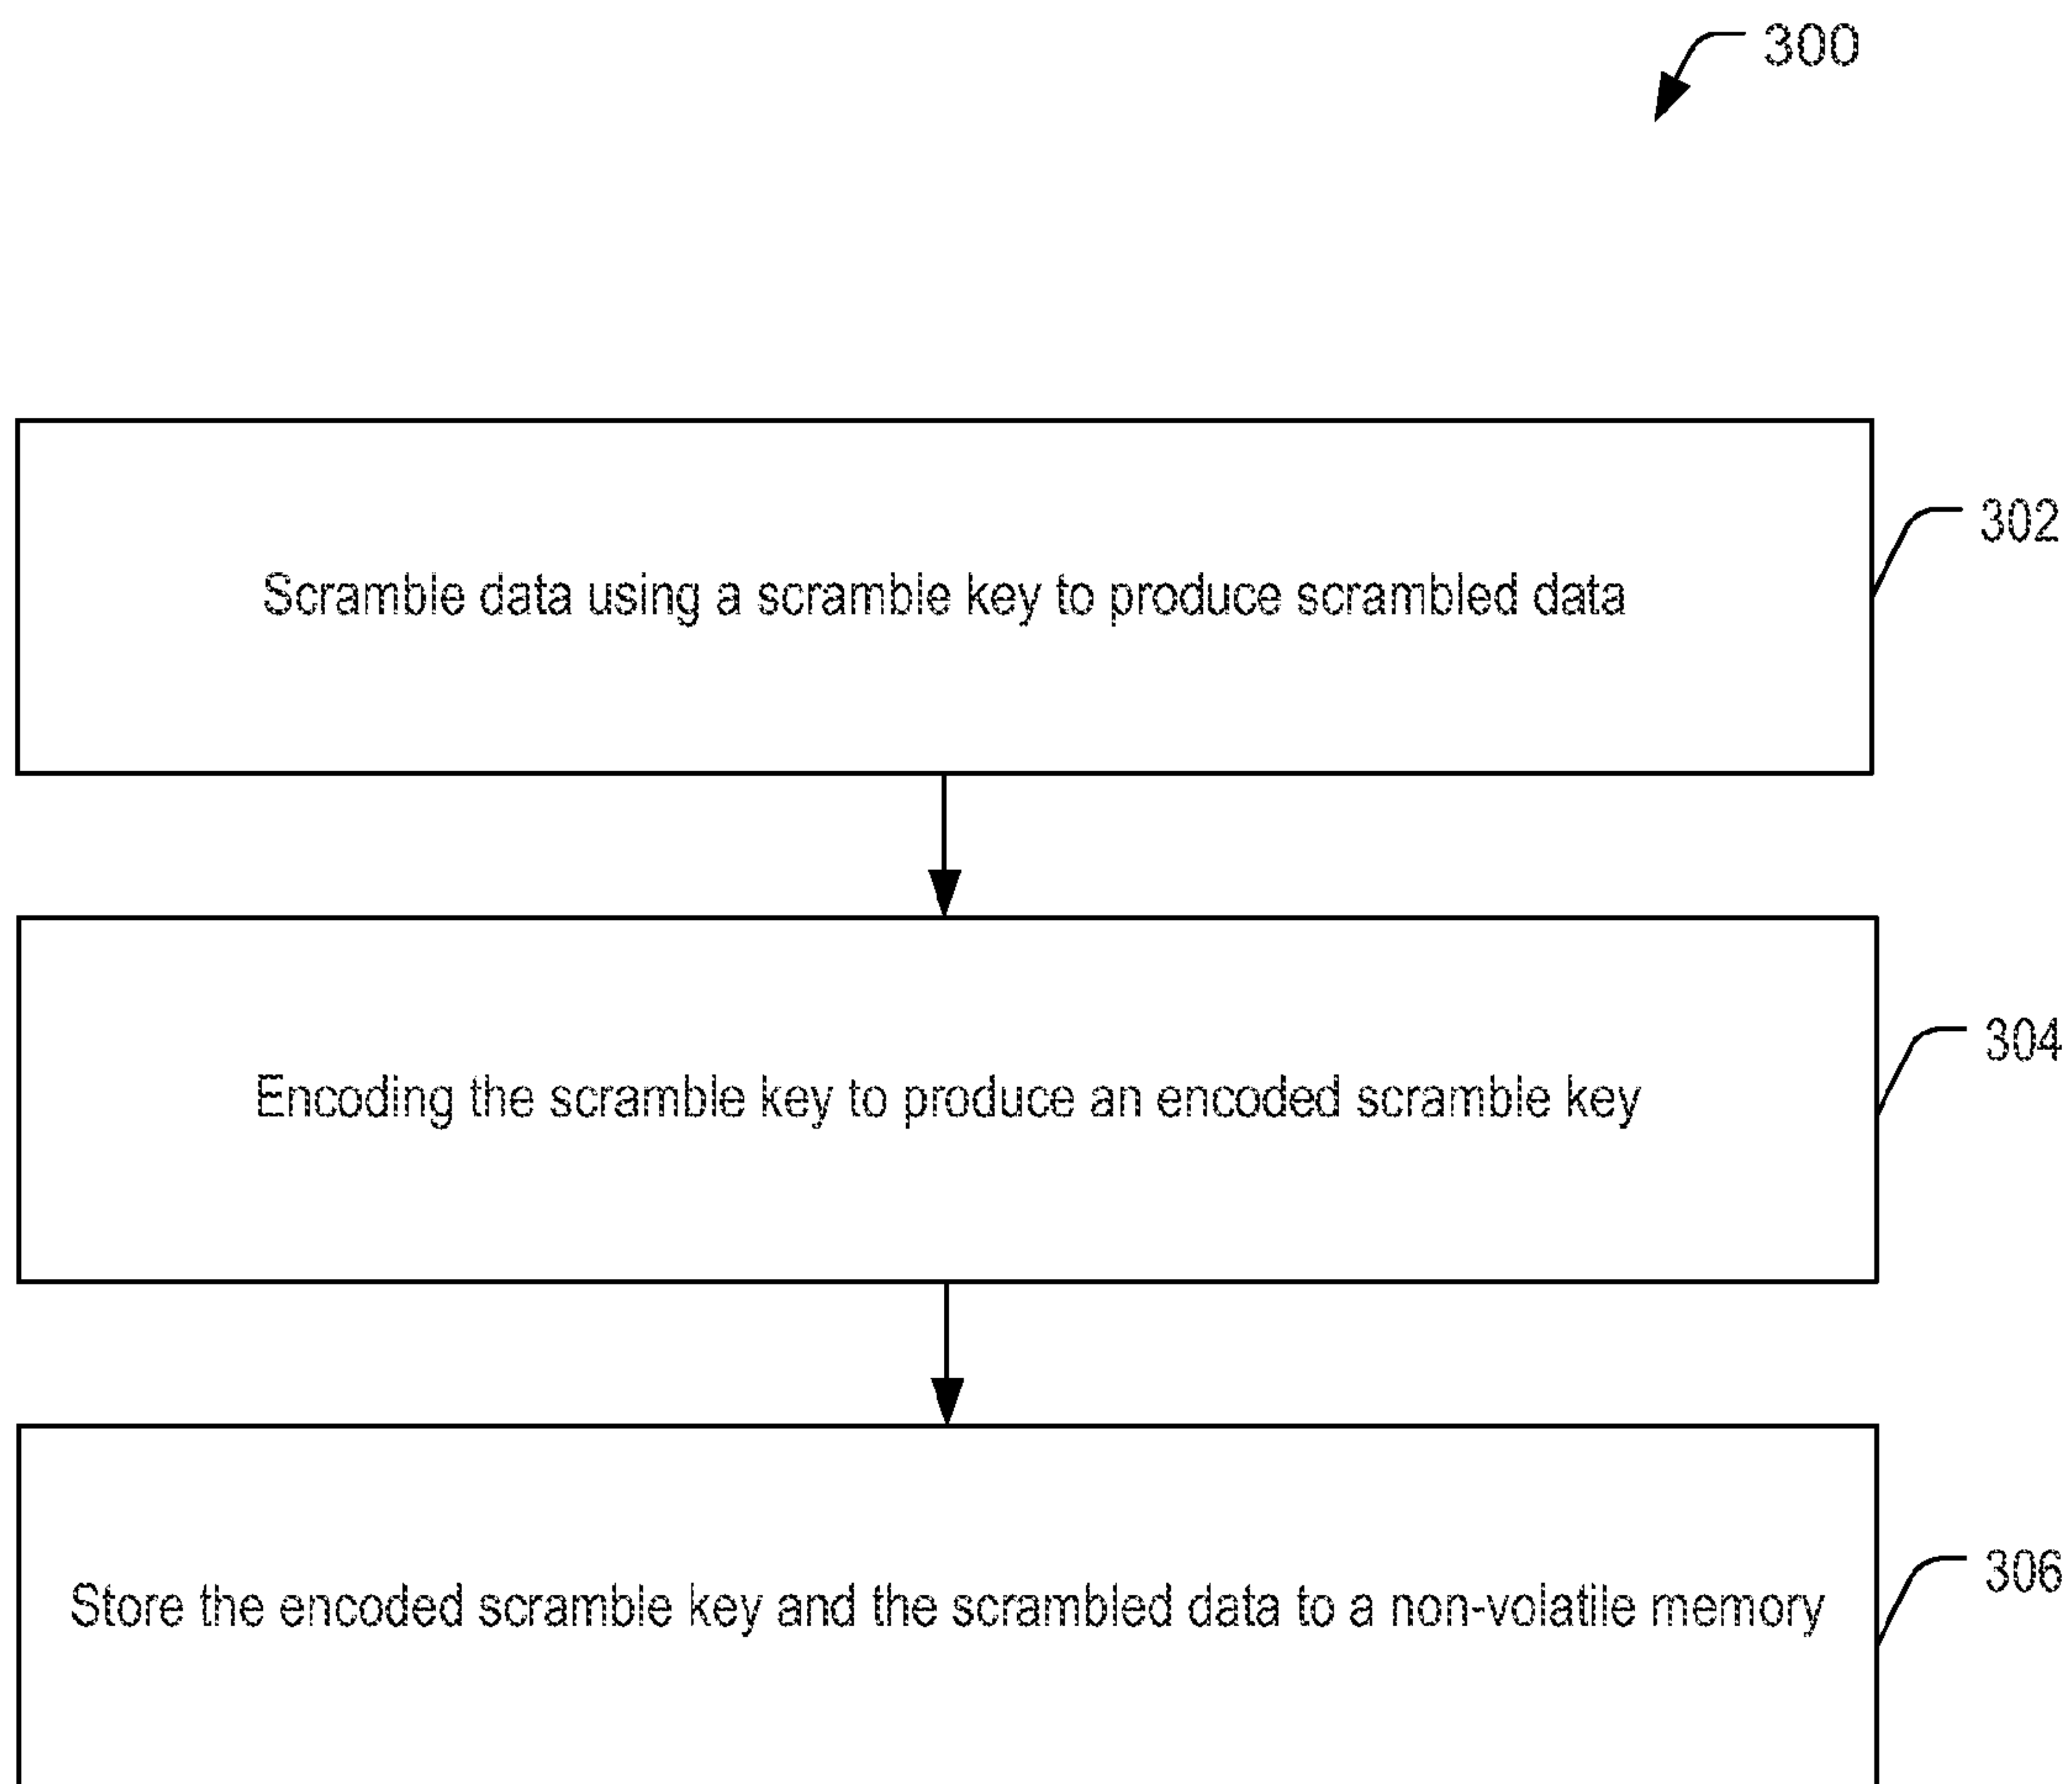 300
Scramble data using a scramble key to produce scrambled data
302
Encoding the scramble key to produce an encoded scramble key
304
Store the encoded scramble key and the scrambled data to a non-volatile memory
306